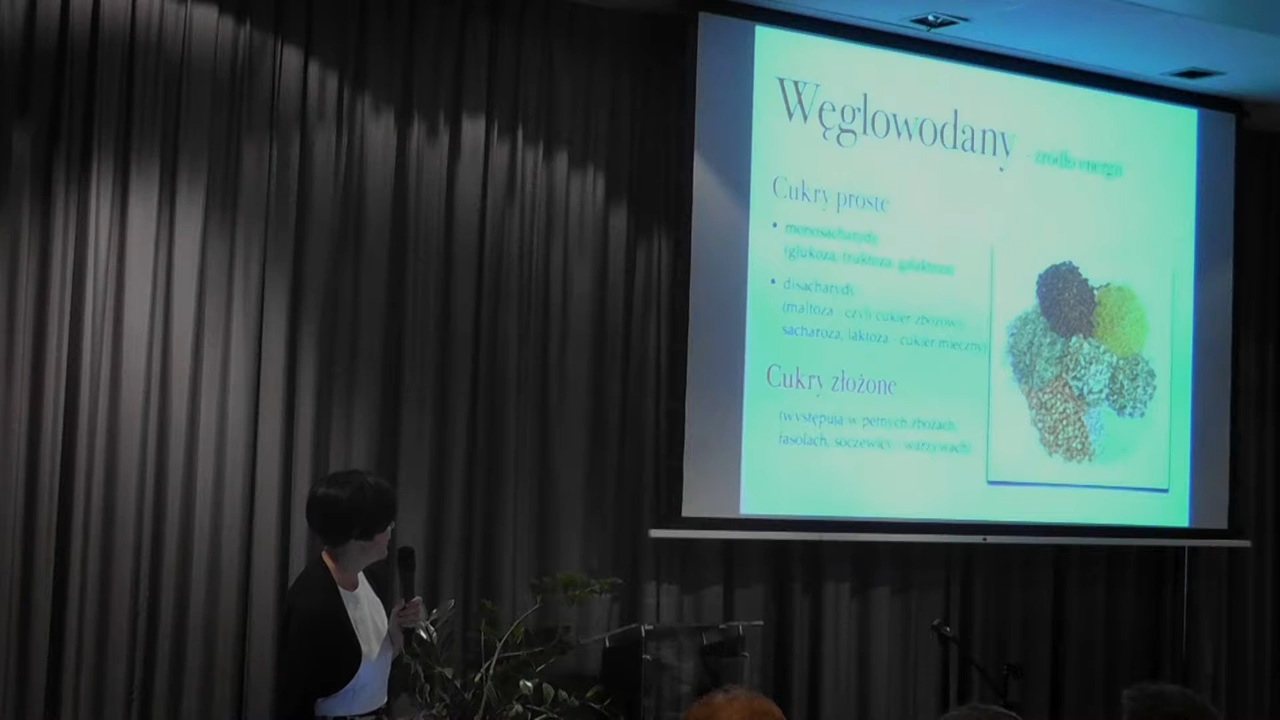 Węglowodany - źródło energii
Cukry proste
• monosacharydy
(glukoza, fruktoza, galaktoza)
• disacharydy
(maltoza - czyli cukier zbożowy,
sacharoza, laktoza - cukier mleczny)
Cukry złożone
(występują w pełnych zbożach,
fasolach, soczewicy - warzywach)